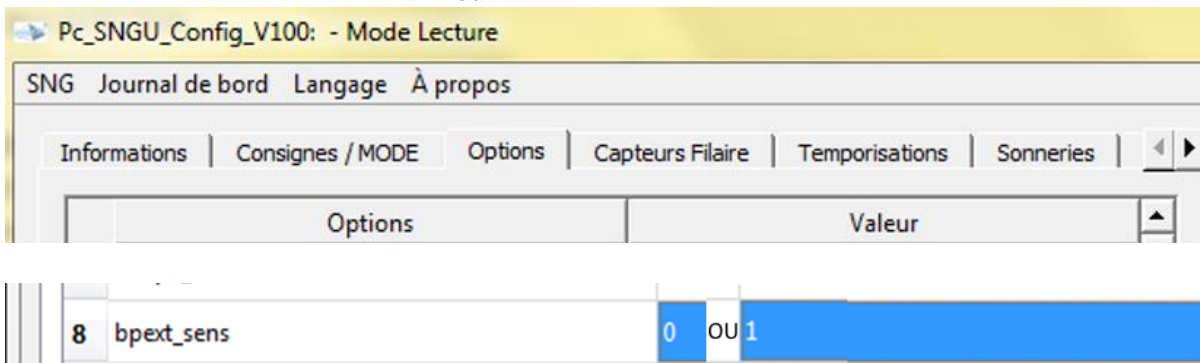 Pc_SNGU_Config_V100: - Mode Lecture
SNG Journal de bord Langage À propos
Informations Consignes / MODE Options Capteurs Filaire Temporisations Sonneries
Options Valeur
8 bpext_sens 0 OU 1